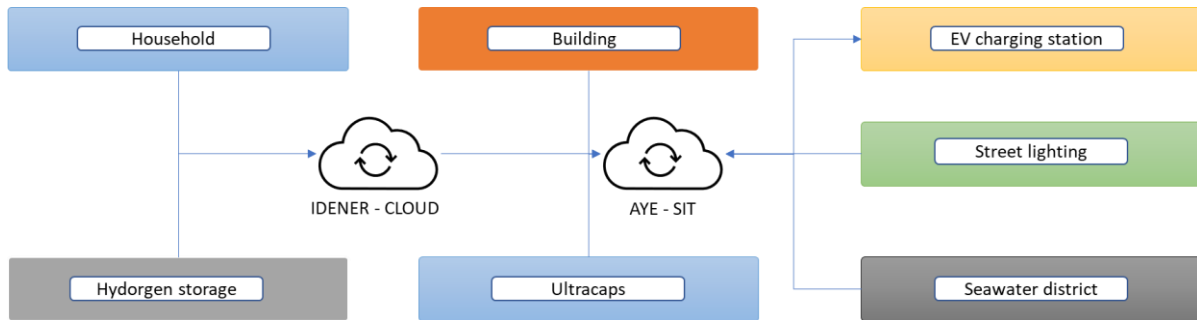 Household
Building
EV charging station
IDENER - CLOUD
AYE - SIT
Street lighting
Hydorgen storage
Ultracaps
Seawater district